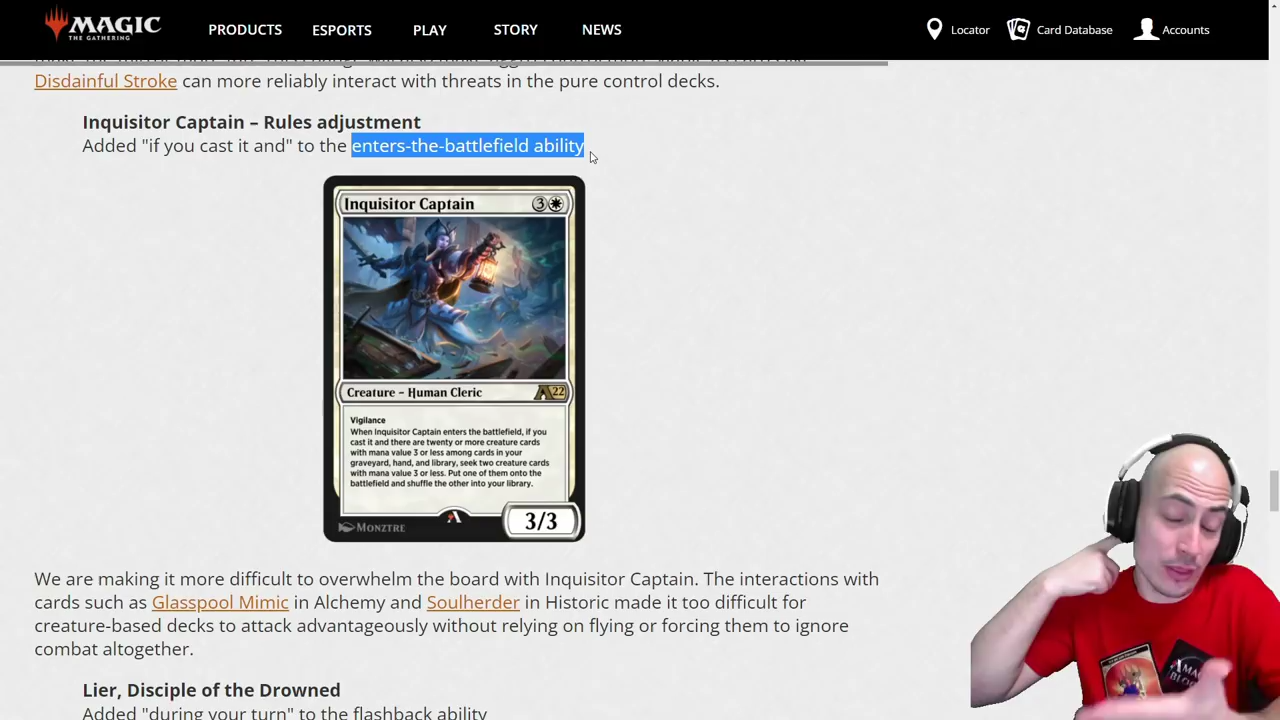 MAGIC
THE GATHERING
PRODUCTS ESPORTS PLAY STORY NEWS Locator Card Database Accounts
Disdainful Stroke can more reliably interact with threats in the pure control decks.
Inquisitor Captain – Rules adjustment
Added "if you cast it and" to the enters-the-battlefield ability
Inquisitor Captain 3
Creature – Human Cleric A22
Vigilance
When Inquisitor Captain enters the battlefield, if you
cast it and there are twenty or more creature cards
with mana value 3 or less among cards in your
graveyard, hand, and library, seek two creature cards
with mana value 3 or less. Put one of them onto the
battlefield and shuffle the other into your library.
MONZTRE
3/3
We are making it more difficult to overwhelm the board with Inquisitor Captain. The interactions with
cards such as Glasspool Mimic in Alchemy and Soulherder in Historic made it too difficult for
creature-based decks to attack advantageously without relying on flying or forcing them to ignore
combat altogether.
Lier, Disciple of the Drowned
Added "during your turn" to the flashback ability